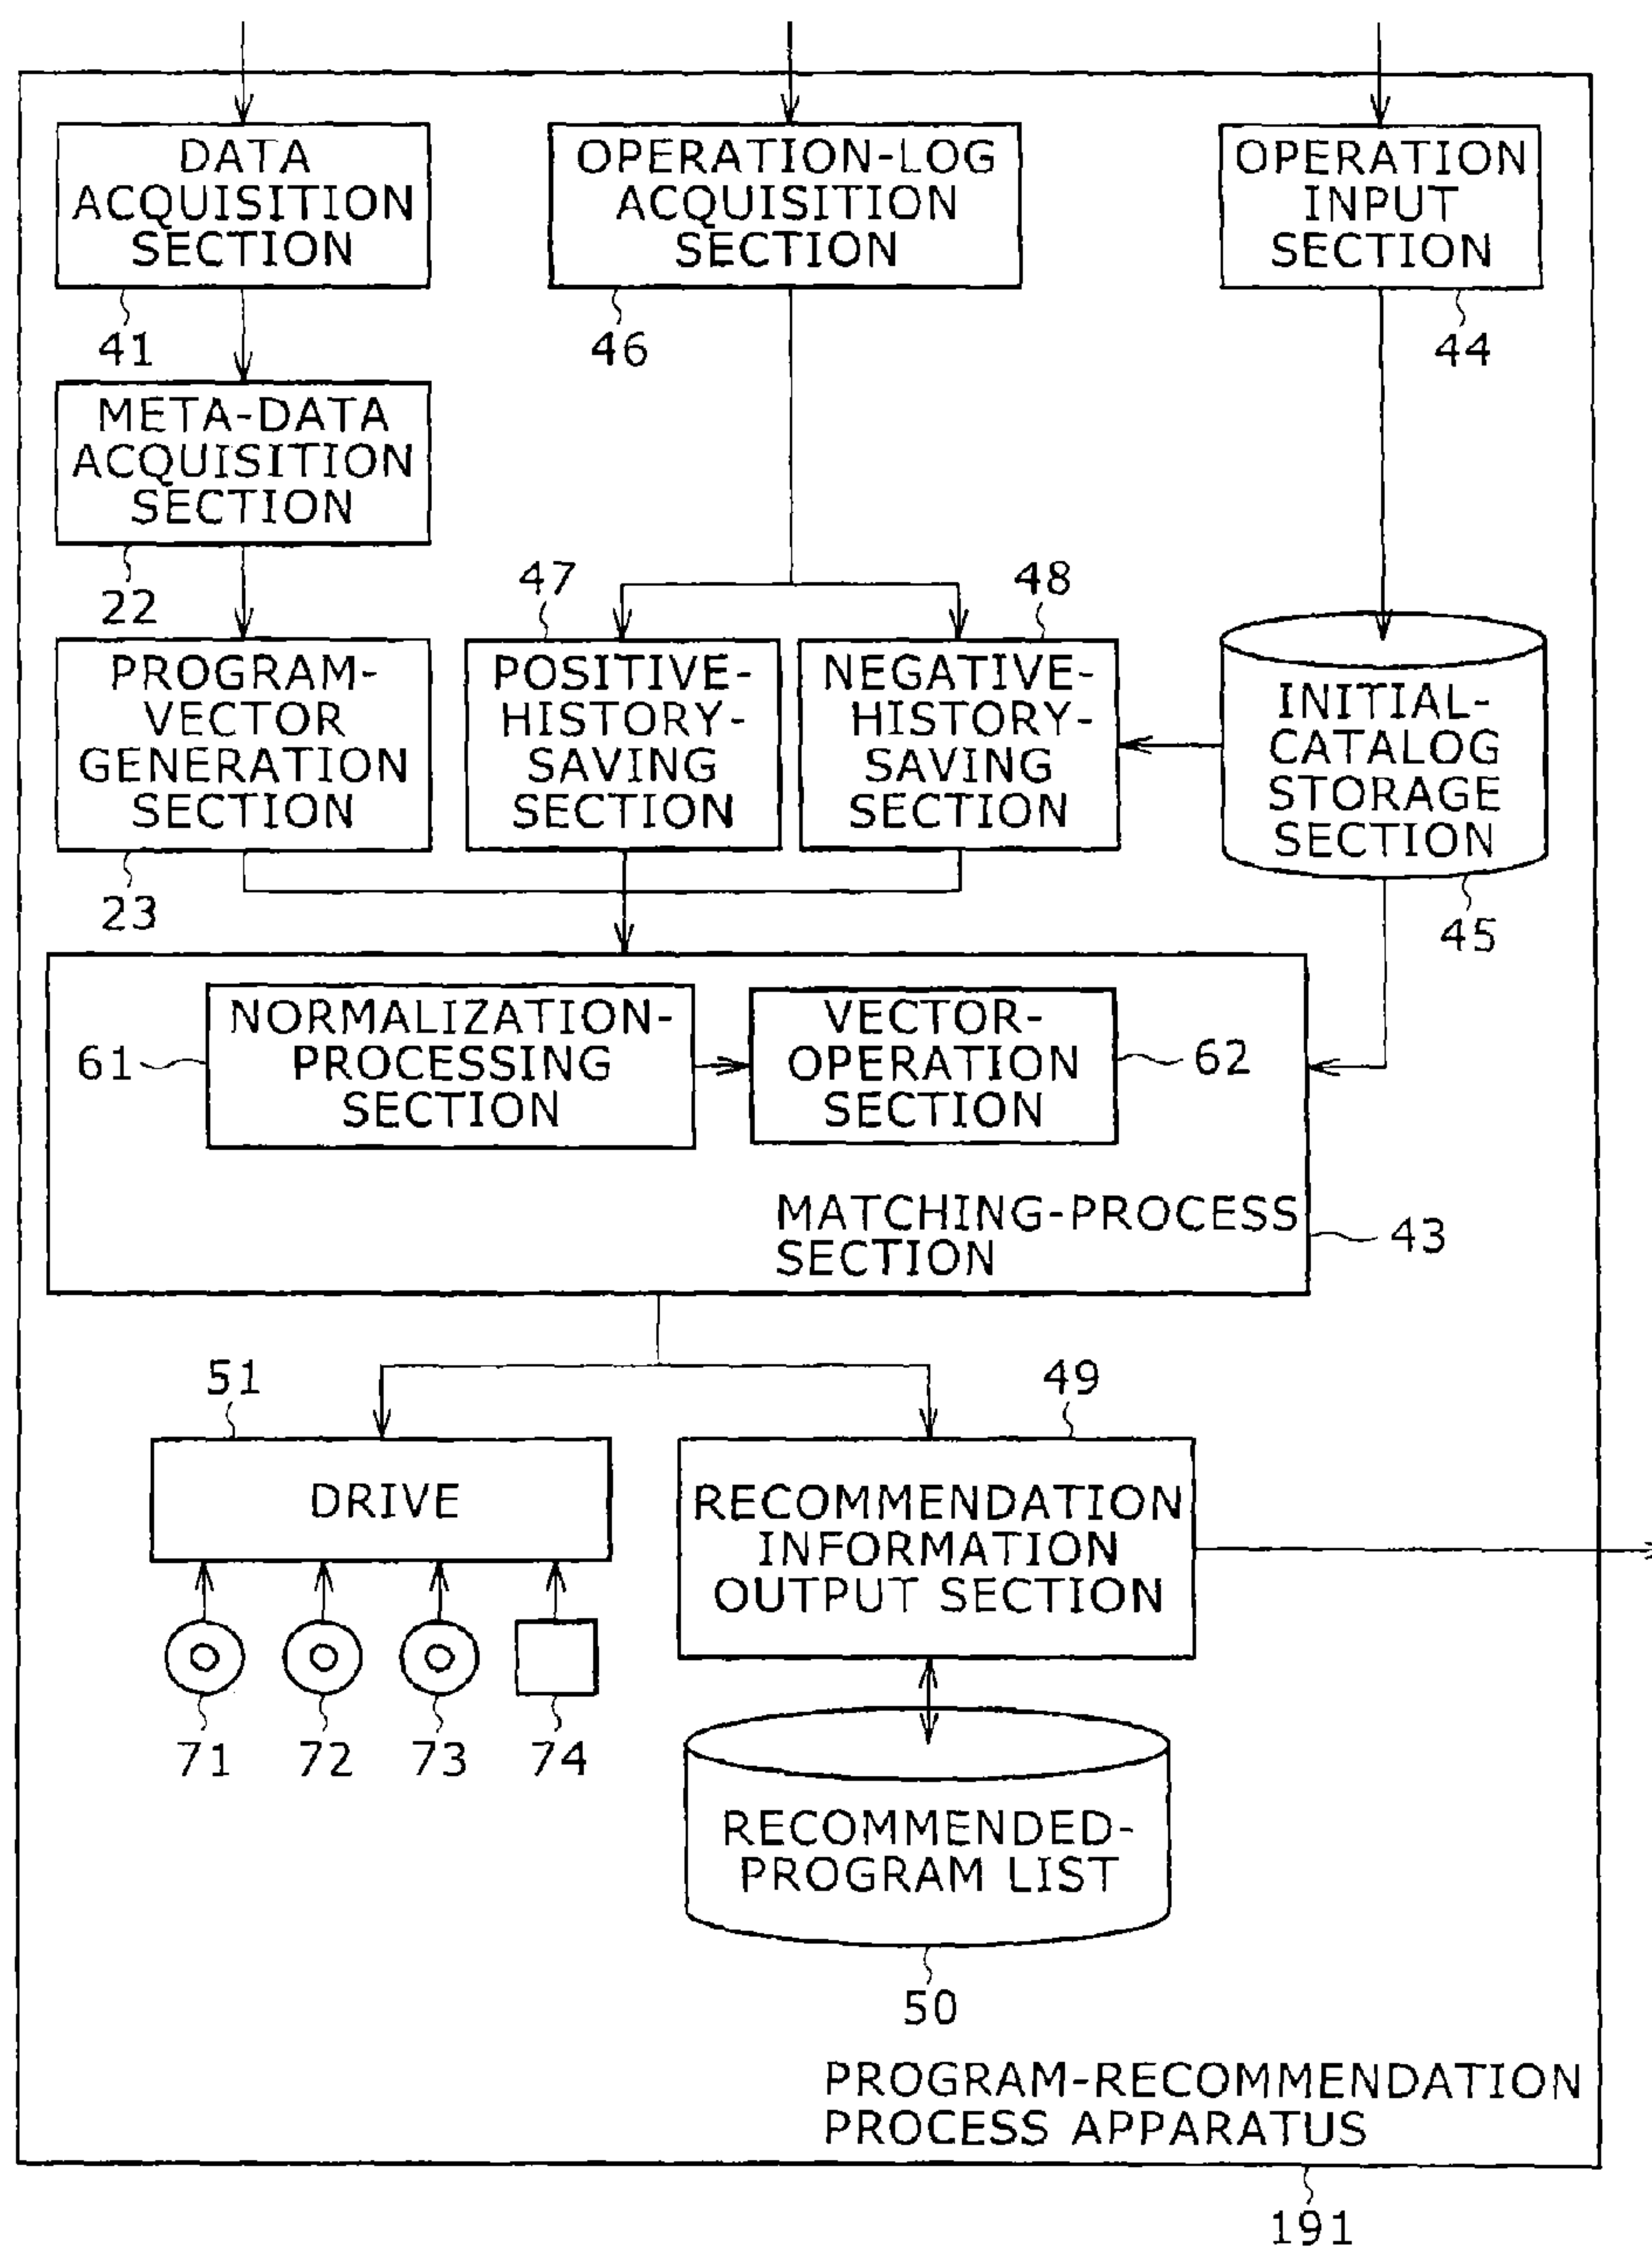 DATA
ACQUISITION
SECTION
41
OPERATION-LOG
ACQUISITION
SECTION
46
OPERATION
INPUT
SECTION
44
META-DATA
ACQUISITION
SECTION
22
PROGRAM-
VECTOR
GENERATION
SECTION
23
47
POSITIVE-
HISTORY-
SAVING
SECTION
48
NEGATIVE-
HISTORY-
SAVING
SECTION
INITIAL-
CATALOG
STORAGE
SECTION
45
61
NORMALIZATION-
PROCESSING
SECTION
VECTOR-
OPERATION
SECTION
62
MATCHING-PROCESS
SECTION
43
51
DRIVE
71
72
73
74
49
RECOMMENDATION
INFORMATION
OUTPUT SECTION
RECOMMENDED-
PROGRAM LIST
50
PROGRAM-RECOMMENDATION
PROCESS APPARATUS
191